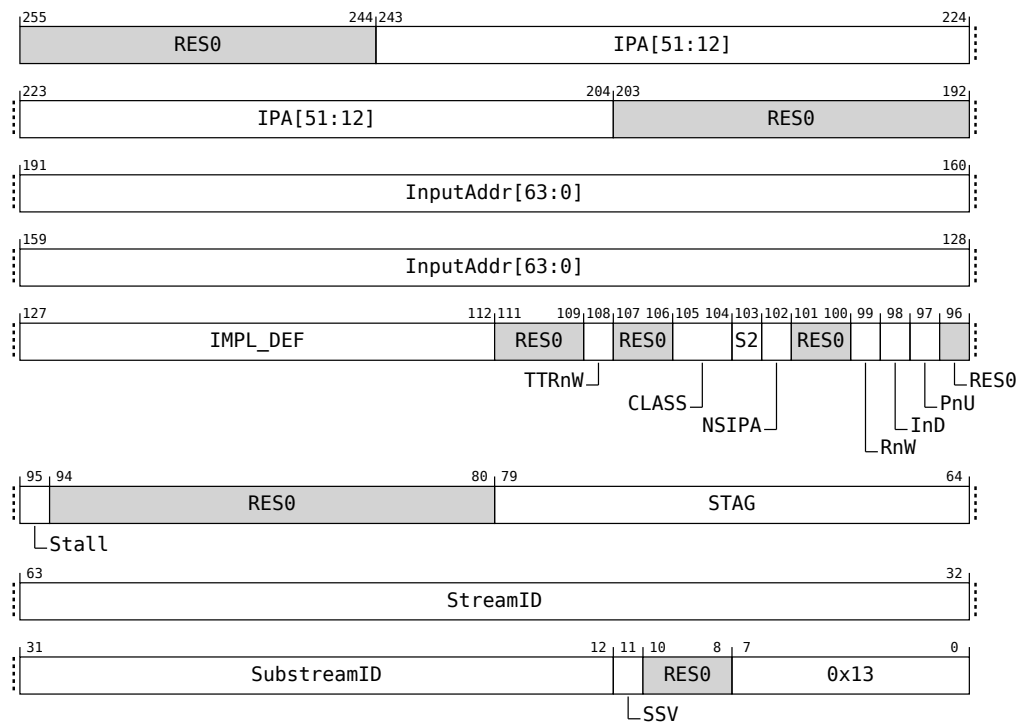 255 244 243 224
RES0 IPA[51:12]
223 204 203 192
IPA[51:12] RES0
191 160
InputAddr[63:0]
159 128
InputAddr[63:0]
127 112 111 109 108 107 106 105 104 103 102 101 100 99 98 97 96
IMPL_DEF RES0 RES0 S2 RES0
TTRnW RES0
CLASS PnU
NSIPA InD
RnW
95 94 80 79 64
RES0 STAG
Stall
63 32
StreamID
31 12 11 10 8 7 0
SubstreamID RES0 0x13
SSV